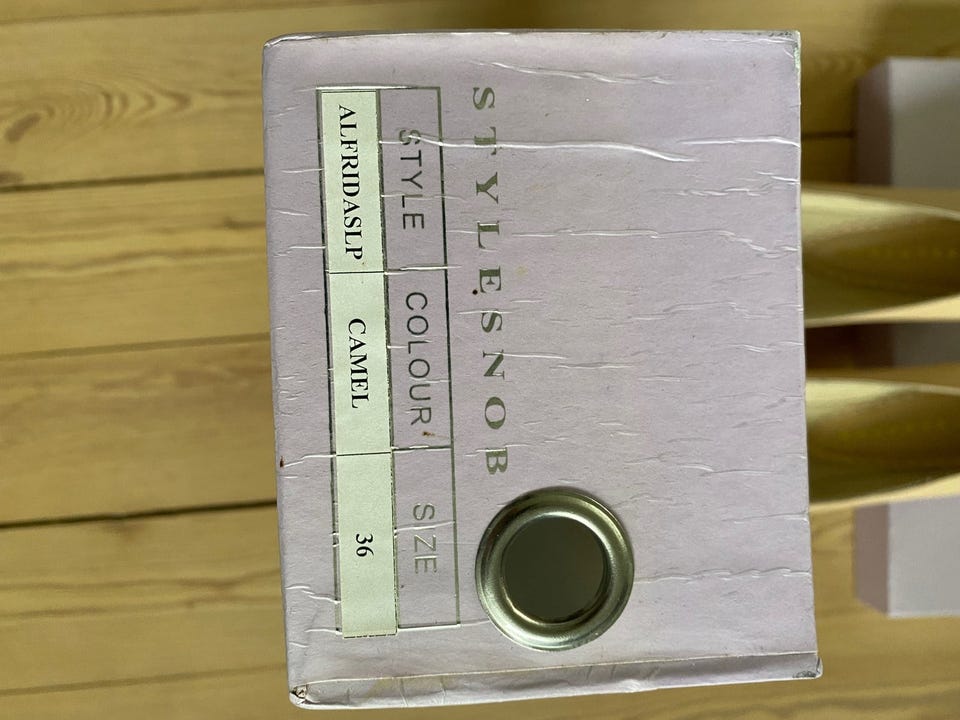 STYLESNOB
STYLE COLOUR SIZE
ALFRIDASLP CAMEL 36